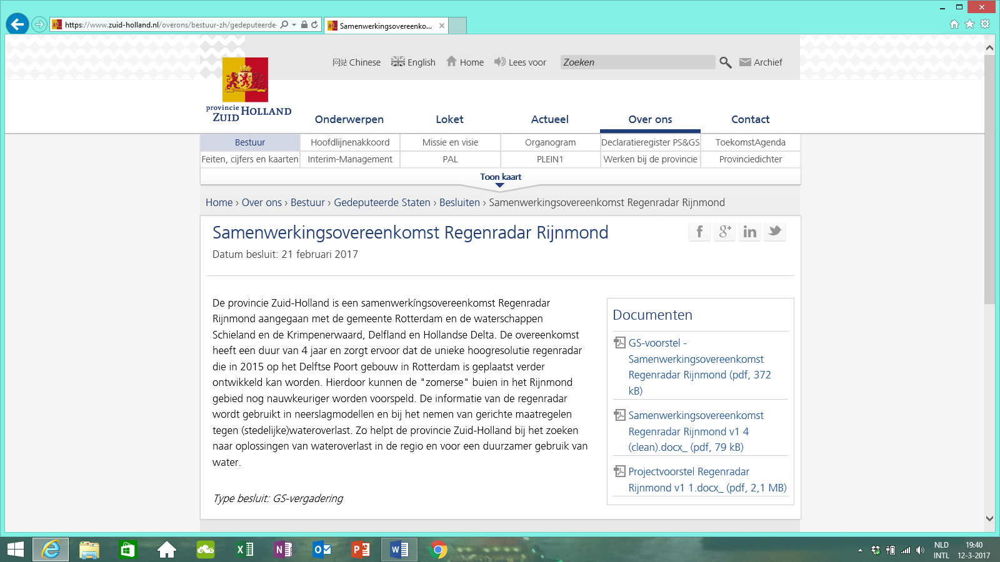 https://www.zuid-holland.nl/overons/bestuur-zh/gedeputeerde-
Samenwerkingsovereenko...
网站 Chinese
English
Home
Lees voor
Zoeken
Archief
provincie
ZUID HOLLAND
Onderwerpen
Loket
Actueel
Over ons
Contact
Bestuur
Hoofdlijnenakkoord
Missie en visie
Organogram
Declaratieregister PS&GS
ToekomstAgenda
Feiten, cijfers en kaarten
Interim-Management
PAL
PLEIN1
Werken bij de provincie
Provinciedichter
Toon kaart
Home › Over ons › Bestuur › Gedeputeerde Staten › Besluiten › Samenwerkingsovereenkomst Regenradar Rijnmond
Samenwerkingsovereenkomst Regenradar Rijnmond
Datum besluit: 21 februari 2017
De provincie Zuid-Holland is een samenwerkíngsovereenkomst Regenradar
Rijnmond aangegaan met de gemeente Rotterdam en de waterschappen
Schieland en de Krimpenerwaard, Delfland en Hollandse Delta. De overeenkomst
heeft een duur van 4 jaar en zorgt ervoor dat de unieke hoogresolutie regenradar
die in 2015 op het Delftse Poort gebouw in Rotterdam is geplaatst verder
ontwikkeld kan worden. Hierdoor kunnen de "zomerse" buien in het Rijnmond
gebied nog nauwkeuriger worden voorspeld. De informatie van de regenradar
wordt gebruikt in neerslagmodellen en bij het nemen van gerichte maatregelen
tegen (stedelijke)wateroverlast. Zo helpt de provincie Zuid-Holland bij het zoeken
naar oplossingen van wateroverlast in de regio en voor een duurzamer gebruik van
water.
Type besluit: GS-vergadering
Documenten
GS-voorstel -
Samenwerkingsovereenkomst
Regenradar Rijnmond (pdf, 372
kB)
Samenwerkingsovereenkomst
Regenradar Rijnmond v1 4
(clean).docx_ (pdf, 79 kB)
Projectvoorstel Regenradar
Rijnmond v1 1.docx_ (pdf, 2,1 MB)
NLD
INTL
19:40
12-3-2017